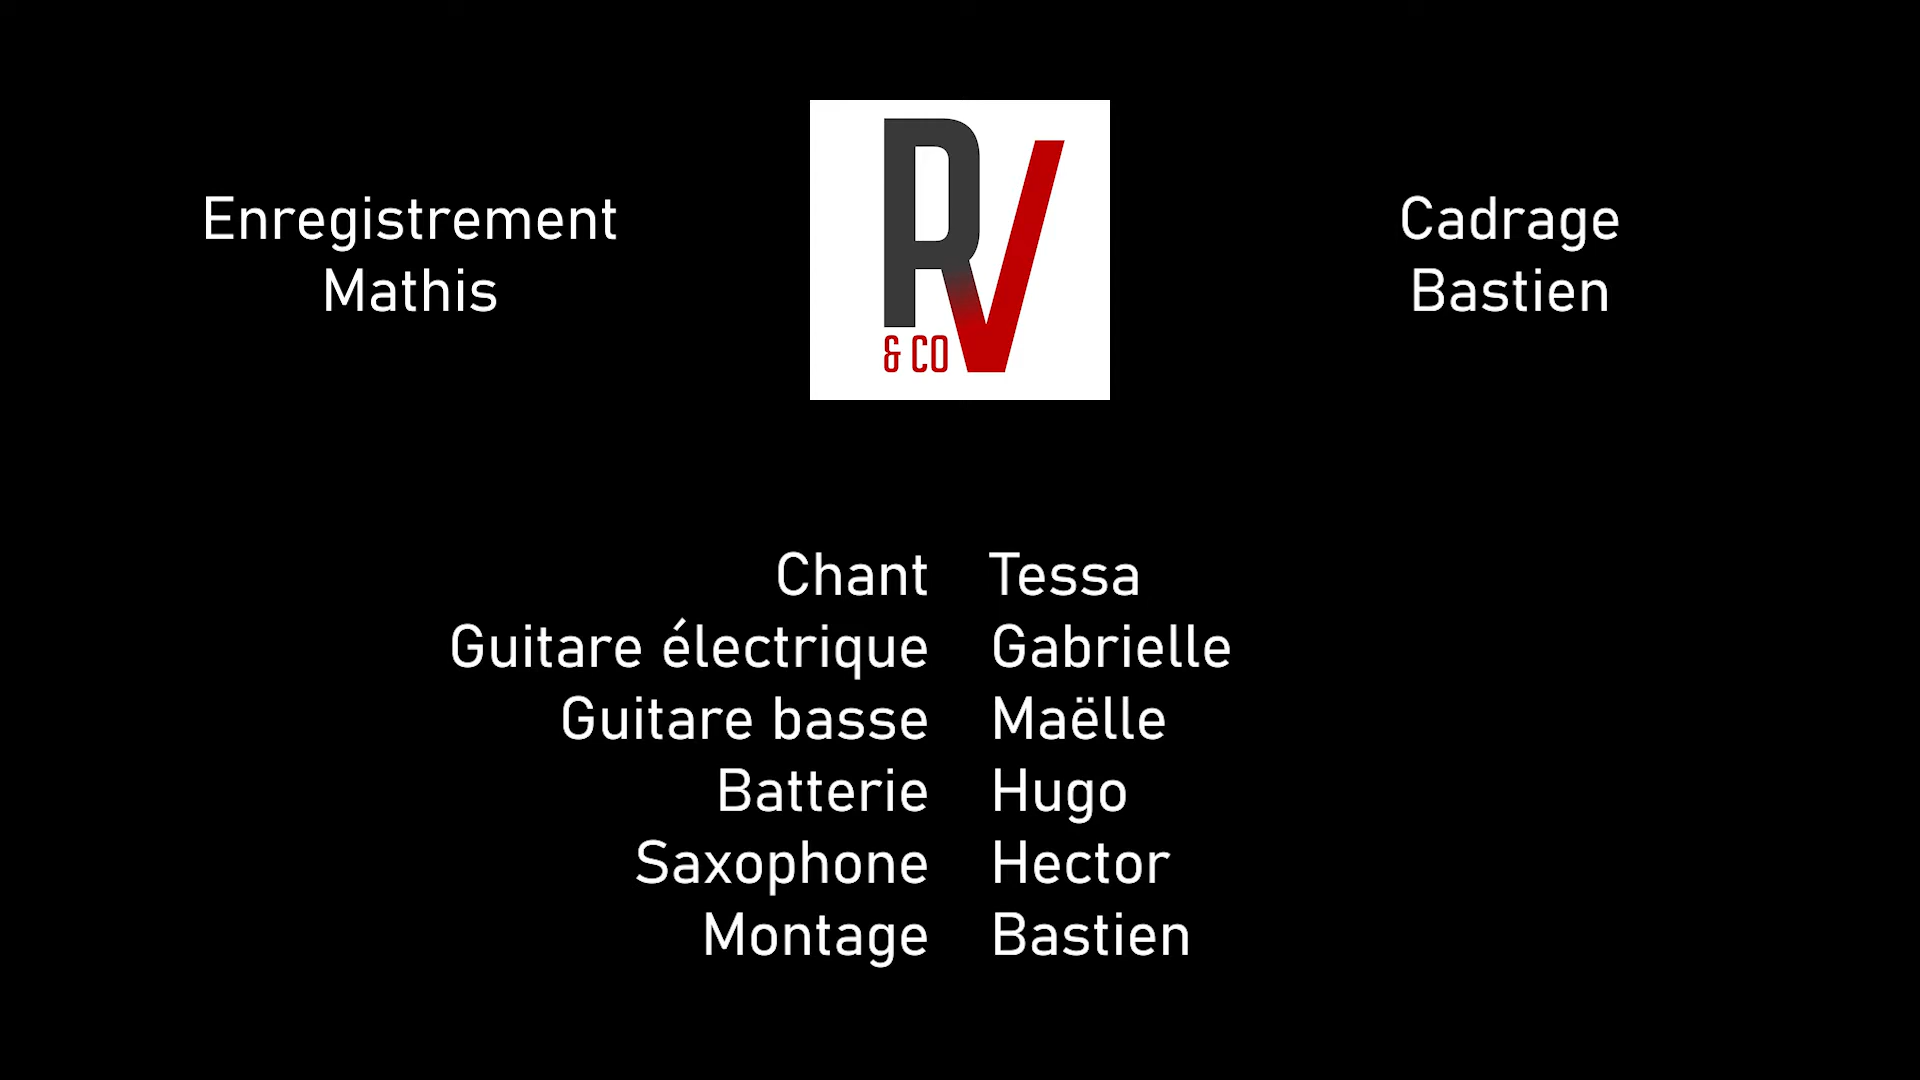 Enregistrement
Mathis
RV
& CO
Cadrage
Bastien
Chant Tessa
Guitare électrique Gabrielle
Guitare basse Maëlle
Batterie Hugo
Saxophone Hector
Montage Bastien